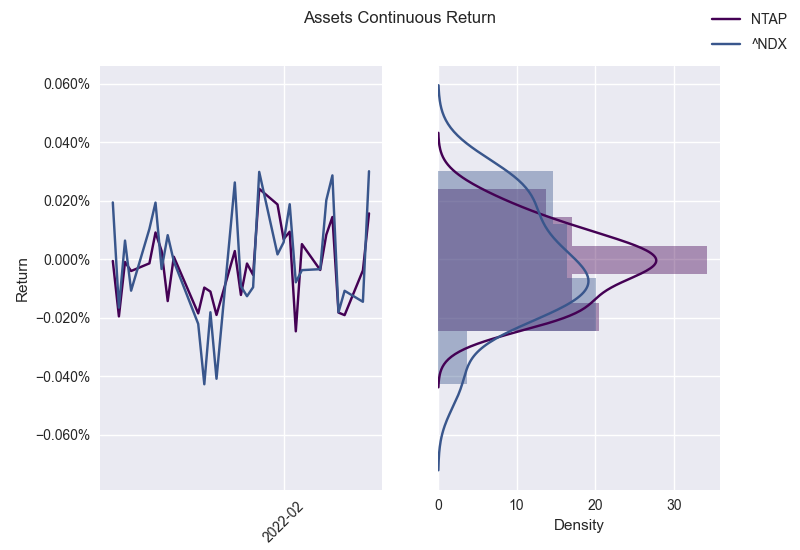 Assets Continuous Return
NTAP
^NDX
0.060%
0.040%
0.020%
0.000%
−0.020%
−0.040%
−0.060%
Return
2022-02
0
10
20
30
Density